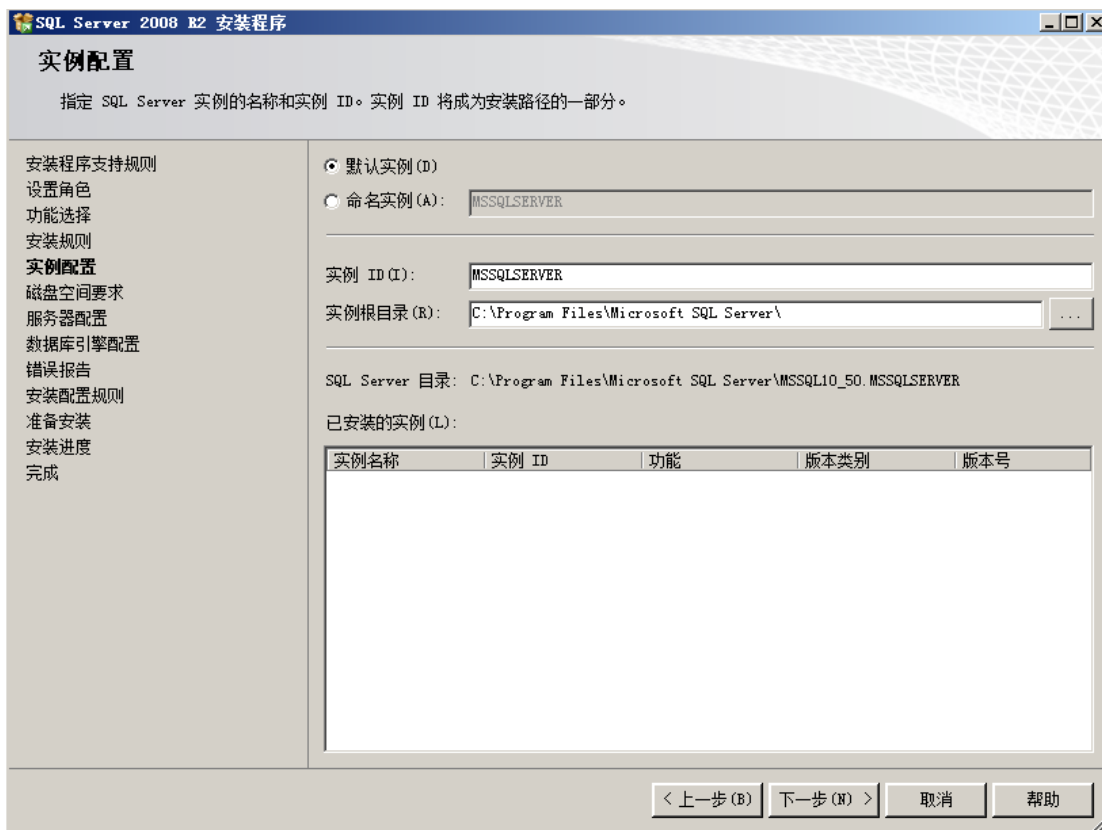 SQL Server 2008 R2 安装程序
实例配置
指定 SQL Server 实例的名称和实例 ID。实例 ID 将成为安装路径的一部分。
安装程序支持规则
设置角色
功能选择
安装规则
实例配置
磁盘空间要求
服务器配置
数据库引擎配置
错误报告
安装配置规则
准备安装
安装进度
完成
默认实例(D)
命名实例(A): MSSQLSERVER
实例 ID(I): MSSQLSERVER
实例根目录(R): C:\Program Files\Microsoft SQL Server\ ...
SQL Server 目录: C:\Program Files\Microsoft SQL Server\MSSQL10_50.MSSQLSERVER
已安装的实例(L):
实例名称 实例 ID 功能 版本类别 版本号
< 上一步(B) 下一步(N) > 取消 帮助